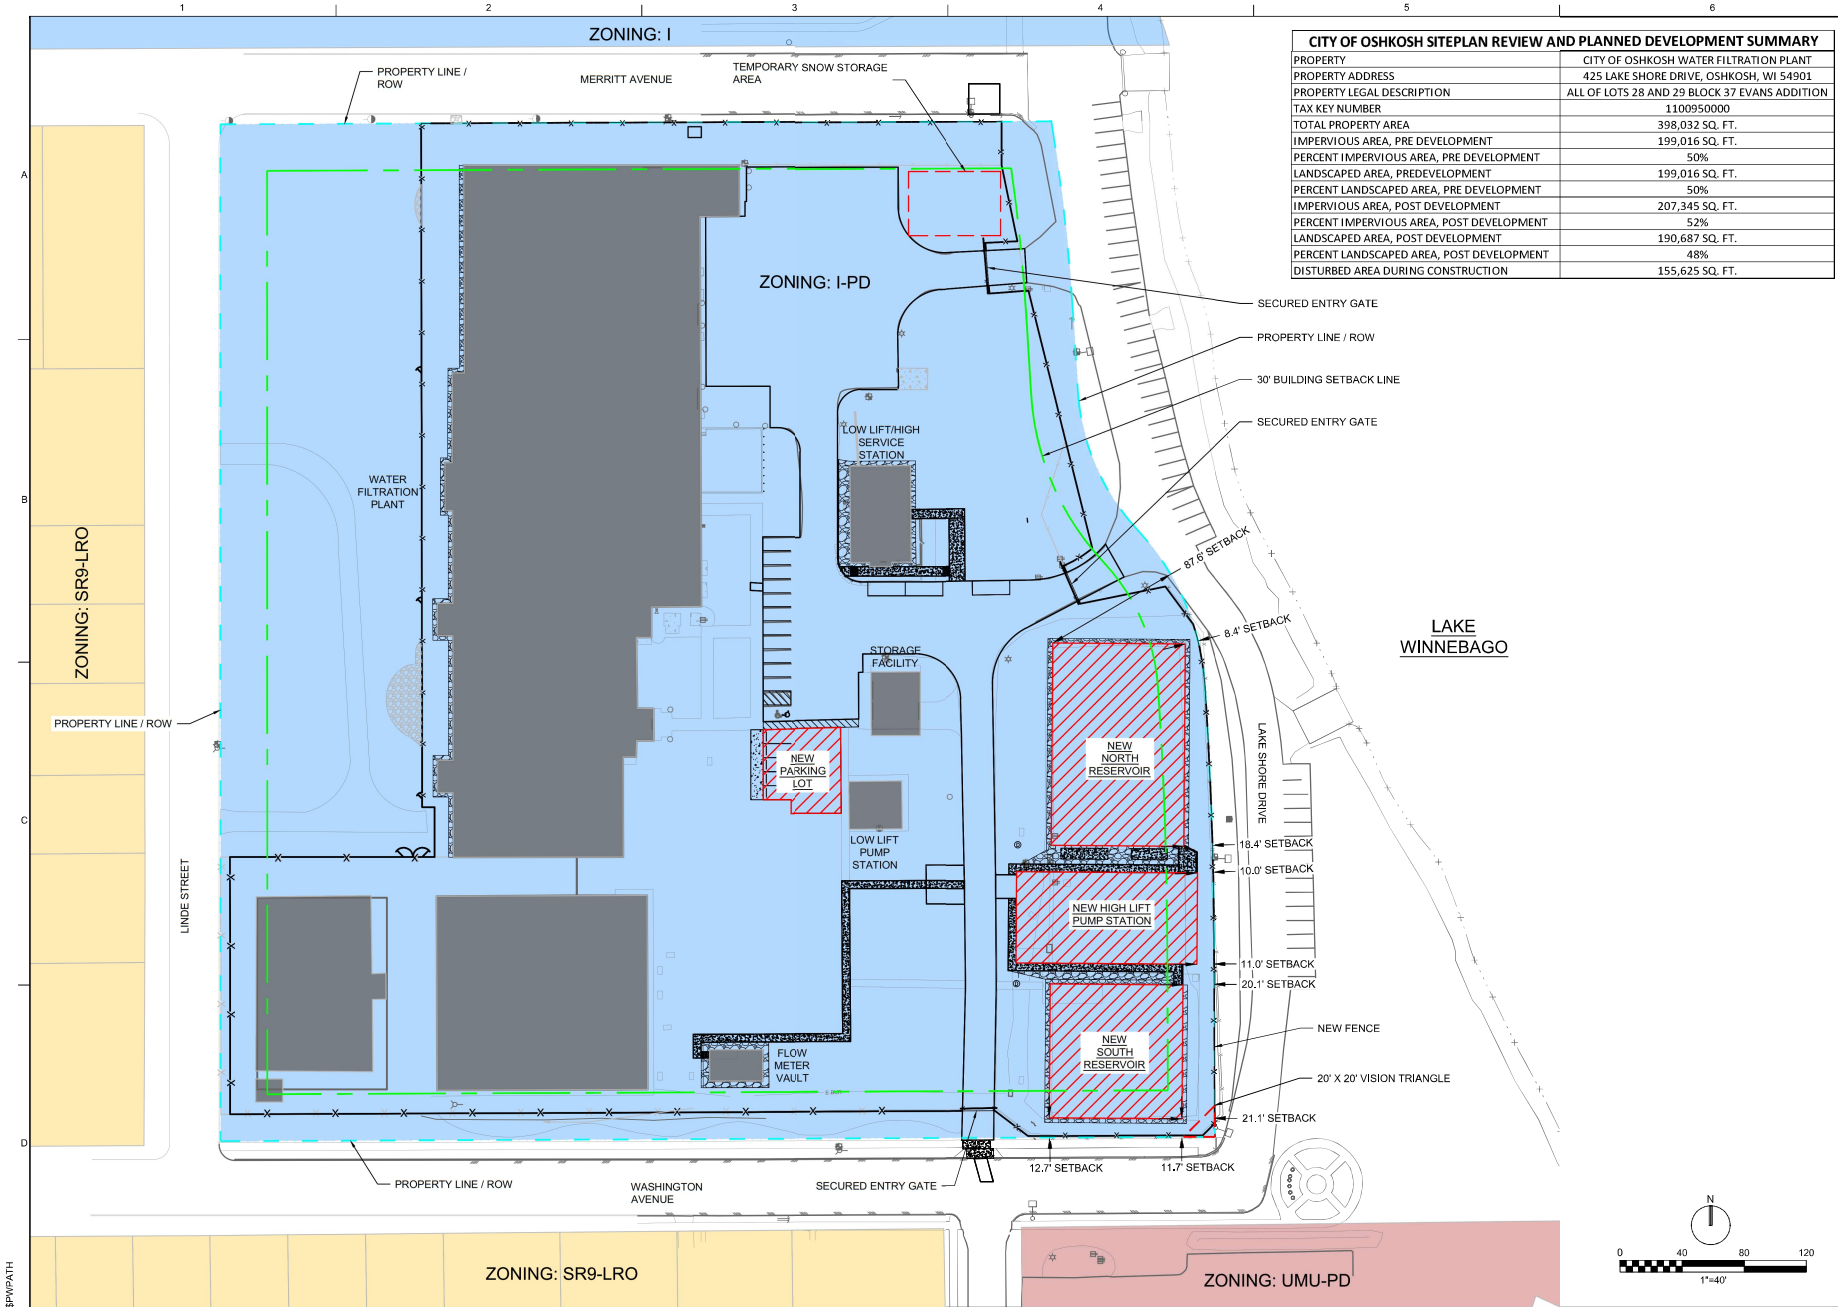 1 2 3 4 5 6
ZONING: I
CITY OF OSHKOSH SITEPLAN REVIEW AND PLANNED DEVELOPMENT SUMMARY
PROPERTY CITY OF OSHKOSH WATER FILTRATION PLANT
PROPERTY ADDRESS 425 LAKE SHORE DRIVE, OSHKOSH, WI 54901
PROPERTY LEGAL DESCRIPTION ALL OF LOTS 28 AND 29 BLOCK 37 EVANS ADDITION
TAX KEY NUMBER 1100950000
TOTAL PROPERTY AREA 398,032 SQ. FT.
IMPERVIOUS AREA, PRE DEVELOPMENT 199,016 SQ. FT.
PERCENT IMPERVIOUS AREA, PRE DEVELOPMENT 50%
LANDSCAPED AREA, PREDEVELOPMENT 199,016 SQ. FT.
PERCENT LANDSCAPED AREA, PRE DEVELOPMENT 50%
IMPERVIOUS AREA, POST DEVELOPMENT 207,345 SQ. FT.
PERCENT IMPERVIOUS AREA, POST DEVELOPMENT 52%
LANDSCAPED AREA, POST DEVELOPMENT 190,687 SQ. FT.
PERCENT LANDSCAPED AREA, POST DEVELOPMENT 48%
DISTURBED AREA DURING CONSTRUCTION 155,625 SQ. FT.
PROPERTY LINE /
ROW
MERRITT AVENUE
TEMPORARY SNOW STORAGE
AREA
A
ZONING: I-PD
SECURED ENTRY GATE
PROPERTY LINE / ROW
30' BUILDING SETBACK LINE
SECURED ENTRY GATE
LOW LIFT/HIGH
SERVICE
STATION
WATER
FILTRATION
PLANT
B
ZONING: SR9-LRO
87.6' SETBACK
8.4' SETBACK
LAKE
WINNEBAGO
STORAGE
FACILITY
PROPERTY LINE / ROW
NEW
NORTH
RESERVOIR
LAKE SHORE DRIVE
NEW
PARKING
LOT
C
LOW LIFT
PUMP
STATION
18.4' SETBACK
10.0' SETBACK
LINDE STREET
NEW HIGH LIFT
PUMP STATION
11.0' SETBACK
20.1' SETBACK
NEW FENCE
NEW
SOUTH
RESERVOIR
FLOW
METER
VAULT
20' X 20' VISION TRIANGLE
21.1' SETBACK
D
12.7' SETBACK
11.7' SETBACK
PROPERTY LINE / ROW
WASHINGTON
AVENUE
SECURED ENTRY GATE
N
0 40 80 120
1"=40'
ZONING: SR9-LRO
ZONING: UMU-PD
$PWPATH